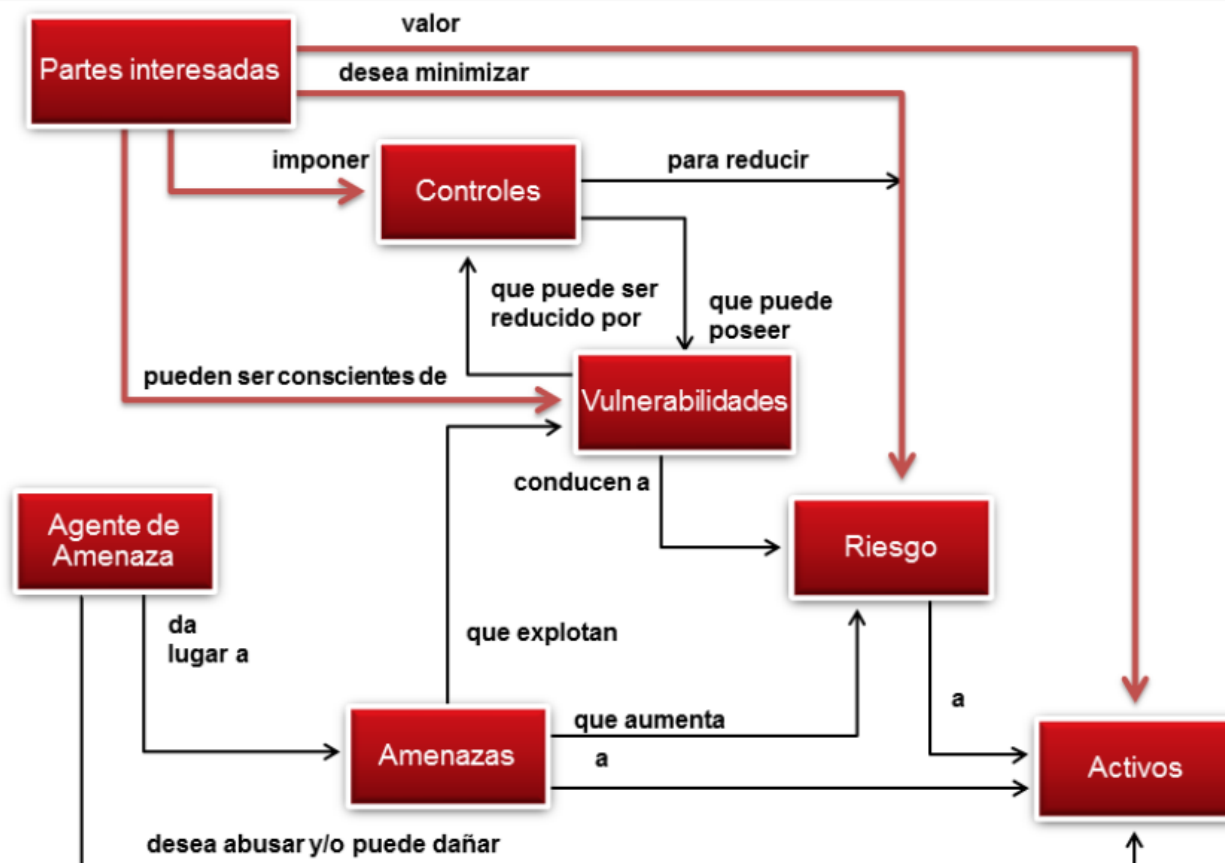 valor
Partes interesadas
desea minimizar
imponer
Controles
para reducir
que puede ser
reducido por
que puede
poseer
pueden ser conscientes de
Vulnerabilidades
conducen a
Agente de
Amenaza
Riesgo
da
lugar a
que explotan
a
que aumenta
Amenazas
a
Activos
desea abusar y/o puede dañar